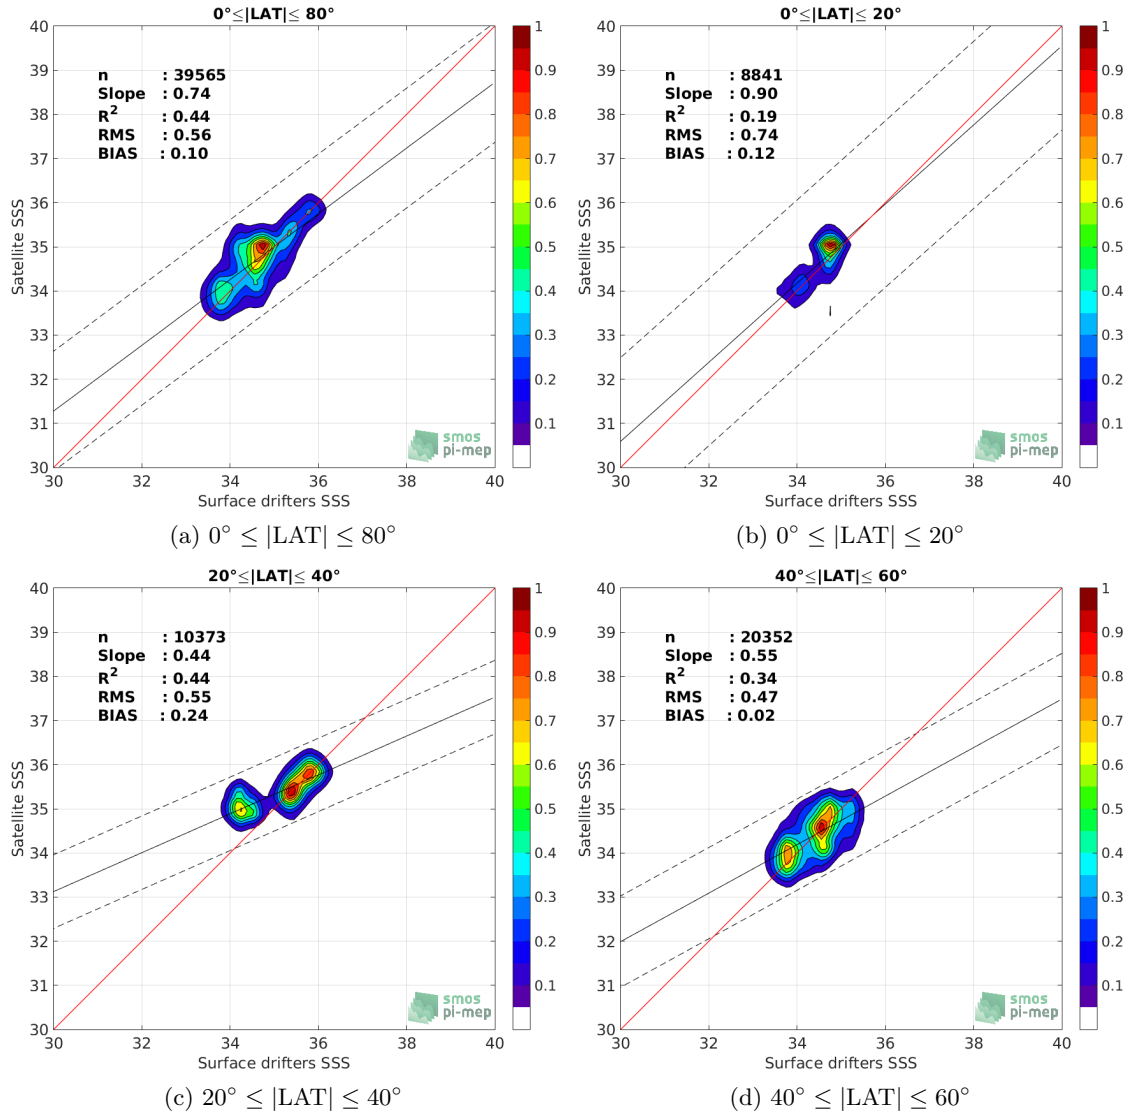 0°≤|LAT|≤ 80°
40
39
38
37
36
35
34
33
32
31
30
Satellite SSS
n : 39565
Slope : 0.74
R² : 0.44
RMS : 0.56
BIAS : 0.10
smos
pi-mep
30 32 34 36 38 40
Surface drifters SSS
1
0.9
0.8
0.7
0.6
0.5
0.4
0.3
0.2
0.1
(a) 0° ≤ |LAT| ≤ 80°
0°≤|LAT|≤ 20°
40
39
38
37
36
35
34
33
32
31
30
Satellite SSS
n : 8841
Slope : 0.90
R² : 0.19
RMS : 0.74
BIAS : 0.12
smos
pi-mep
30 32 34 36 38 40
Surface drifters SSS
1
0.9
0.8
0.7
0.6
0.5
0.4
0.3
0.2
0.1
(b) 0° ≤ |LAT| ≤ 20°
20°≤|LAT|≤ 40°
40
39
38
37
36
35
34
33
32
31
30
Satellite SSS
n : 10373
Slope : 0.44
R² : 0.44
RMS : 0.55
BIAS : 0.24
smos
pi-mep
30 32 34 36 38 40
Surface drifters SSS
1
0.9
0.8
0.7
0.6
0.5
0.4
0.3
0.2
0.1
(c) 20° ≤ |LAT| ≤ 40°
40°≤|LAT|≤ 60°
40
39
38
37
36
35
34
33
32
31
30
Satellite SSS
n : 20352
Slope : 0.55
R² : 0.34
RMS : 0.47
BIAS : 0.02
smos
pi-mep
30 32 34 36 38 40
Surface drifters SSS
1
0.9
0.8
0.7
0.6
0.5
0.4
0.3
0.2
0.1
(d) 40° ≤ |LAT| ≤ 60°